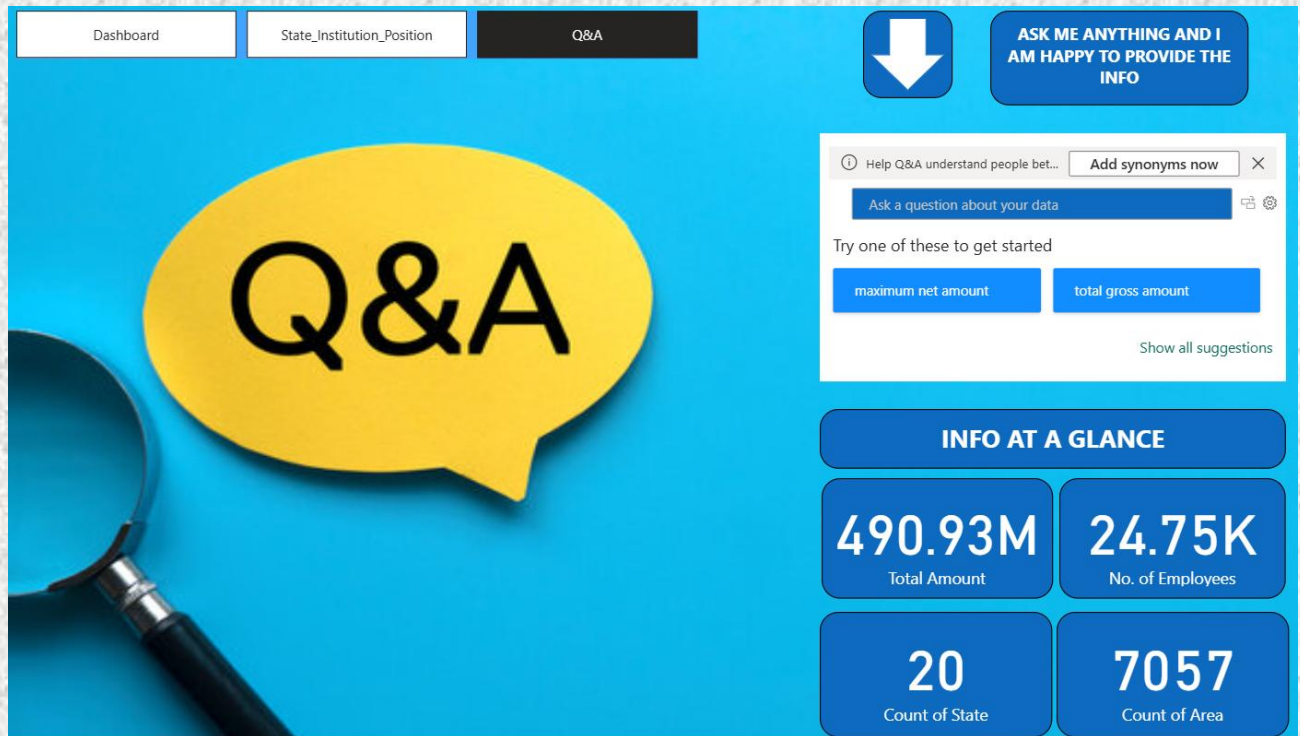 Dashboard
State_Institution_Position
Q&A
ASK ME ANYTHING AND I
AM HAPPY TO PROVIDE THE
INFO
Q&A
Help Q&A understand people bet...
Add synonyms now
Ask a question about your data
Try one of these to get started
maximum net amount
total gross amount
Show all suggestions
INFO AT A GLANCE
490.93M
Total Amount
24.75K
No. of Employees
20
Count of State
7057
Count of Area